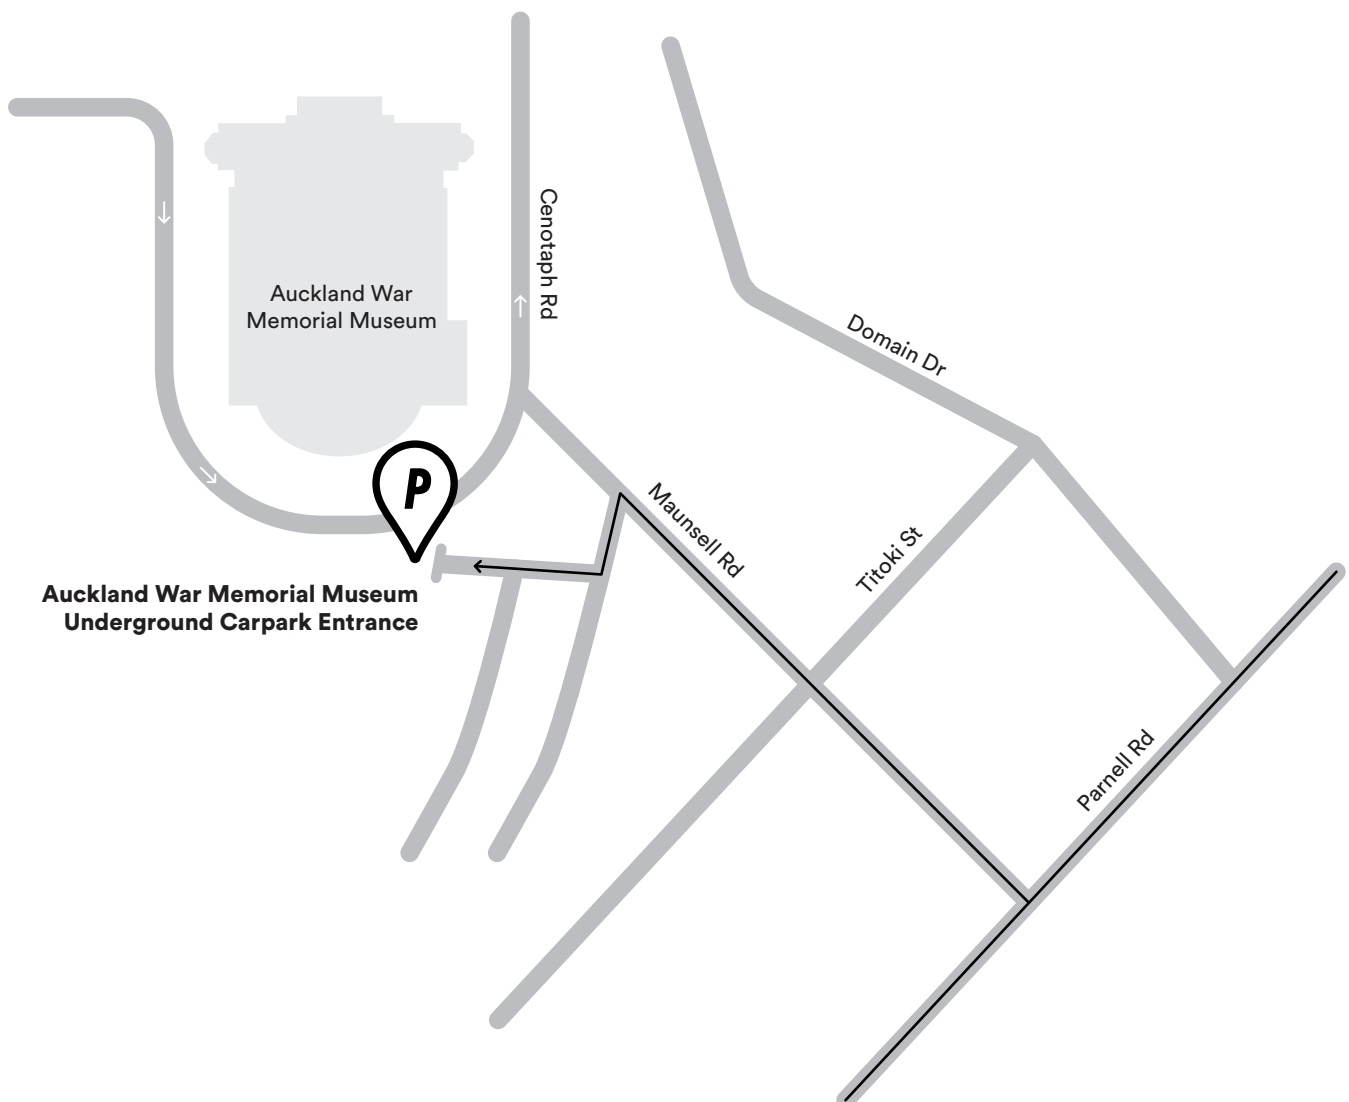 Cenotaph Rd
Auckland War
Memorial Museum
Domain Dr
P
Maunsell Rd
Titoki St
Auckland War Memorial Museum
Underground Carpark Entrance
Parnell Rd